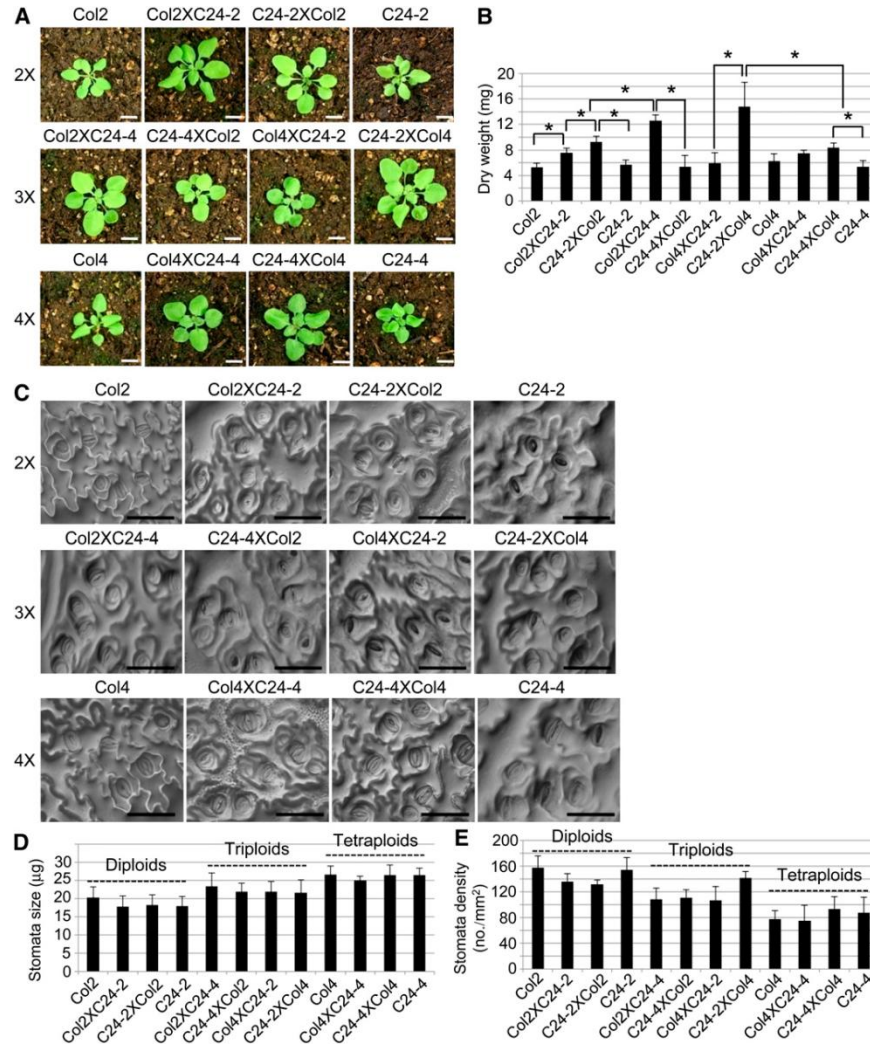 A
Col2 Col2XC24-2 C24-2XCol2 C24-2
2X
Col2XC24-4 C24-4XCol2 Col4XC24-2 C24-2XCol4
3X
Col4 Col4XC24-4 C24-4XCol4 C24-4
4X
B
Dry weight (mg)
20
16
12
8
4
0
* * * * * * * *
Col2 Col2XC24-2 C24-2XCol2 C24-2 Col2XC24-4 C24-4XCol2 Col4XC24-2 C24-2XCol4 Col4 Col4XC24-4 C24-4XCol4 C24-4
C
Col2 Col2XC24-2 C24-2XCol2 C24-2
2X
Col2XC24-4 C24-4XCol2 Col4XC24-2 C24-2XCol4
3X
Col4 Col4XC24-4 C24-4XCol4 C24-4
4X
D
Stomata size (µg)
30
25
20
15
10
5
0
Diploids Triploids Tetraploids
Col2 Col2XC24-2 C24-2XCol2 C24-2 Col2XC24-4 C24-4XCol2 Col4XC24-2 C24-2XCol4 Col4 Col4XC24-4 C24-4XCol4 C24-4
E
Stomata density
(no./mm²)
200
160
120
80
40
0
Diploids Triploids Tetraploids
Col2 Col2XC24-2 C24-2XCol2 C24-2 Col2XC24-4 C24-4XCol2 Col4XC24-2 C24-2XCol4 Col4 Col4XC24-4 C24-4XCol4 C24-4